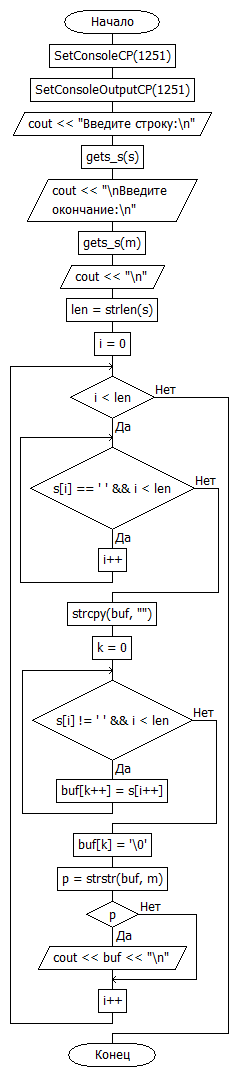 Начало
SetConsoleCP(1251)
SetConsoleOutputCP(1251)
cout << "Введите строку:\n"
gets_s(s)
cout << "\nВведите
окончание:\n"
gets_s(m)
cout << "\n"
len = strlen(s)
i = 0
i < len
Нет
Да
s[i] == ' ' && i < len
Нет
Да
i++
strcpy(buf, "")
k = 0
s[i] != ' ' && i < len
Нет
Да
buf[k++] = s[i++]
buf[k] = '\0'
p = strstr(buf, m)
p
Нет
Да
cout << buf << "\n"
i++
Конец